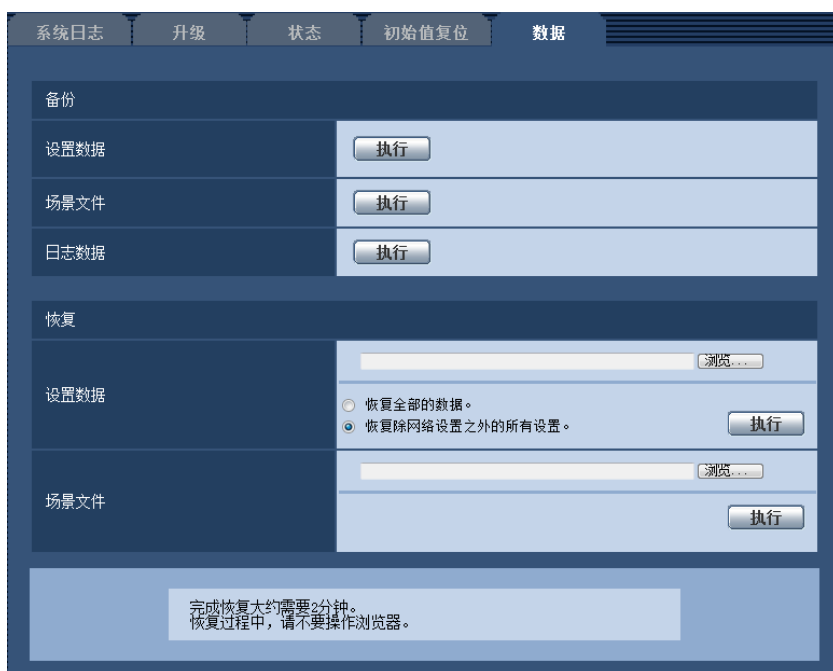 系统日志 升级 状态 初始值复位 数据
备份
设置数据 执行
场景文件 执行
日志数据 执行
恢复
浏览...
设置数据
恢复全部的数据。
恢复除网络设置之外的所有设置。 执行
浏览...
场景文件
执行
完成恢复大约需要2分钟。
恢复过程中，请不要操作浏览器。